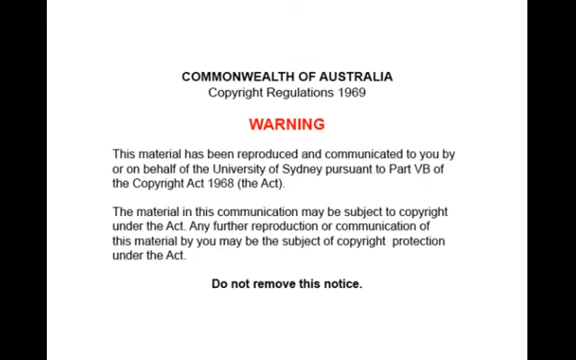 COMMONWEALTH OF AUSTRALIA
Copyright Regulations 1969
WARNING
This material has been reproduced and communicated to you by
or on behalf of the University of Sydney pursuant to Part VB of
the Copyright Act 1968 (the Act).
The material in this communication may be subject to copyright
under the Act. Any further reproduction or communication of
this material by you may be the subject of copyright protection
under the Act.
Do not remove this notice.